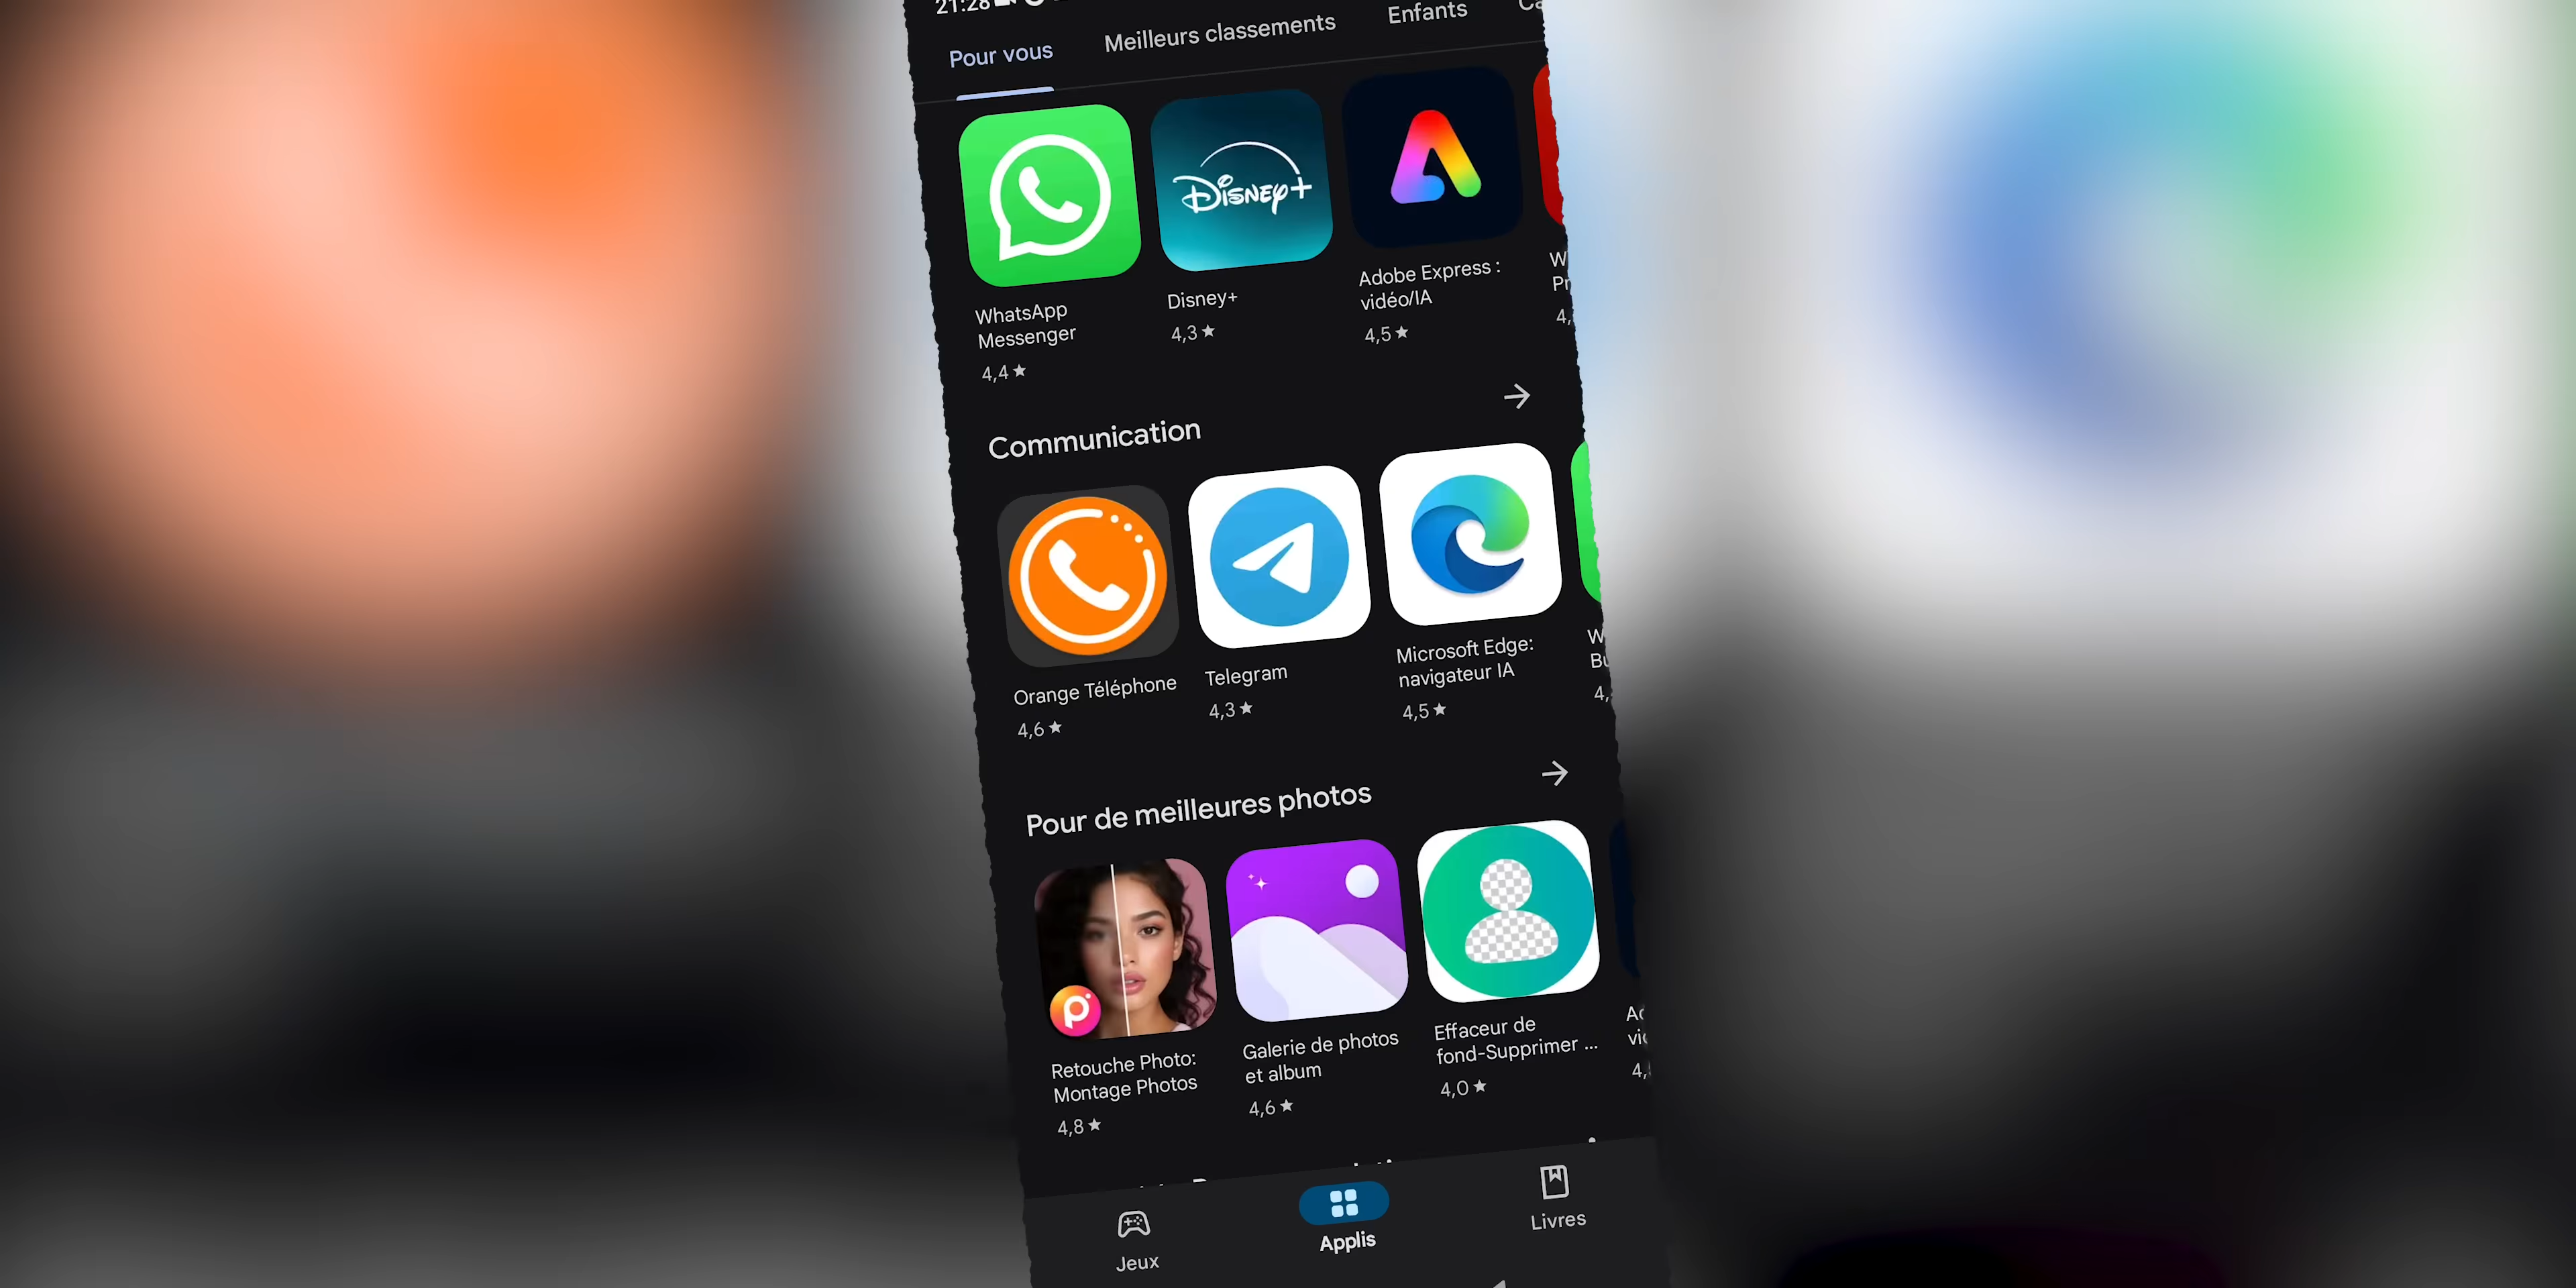 21:28
Pour vous
Meilleurs classements
Enfants
Disney+
WhatsApp
Messenger
4,4 ★
Disney+
4,3 ★
Adobe Express :
vidéo/IA
4,5 ★
Communication
Orange Téléphone
4,6 ★
Telegram
4,3 ★
Microsoft Edge:
navigateur IA
4,5 ★
Pour de meilleures photos
Retouche Photo:
Montage Photos
4,8 ★
Galerie de photos
et album
4,6 ★
Effaceur de
fond-Supprimer ...
4,0 ★
Jeux
Applis
Livres